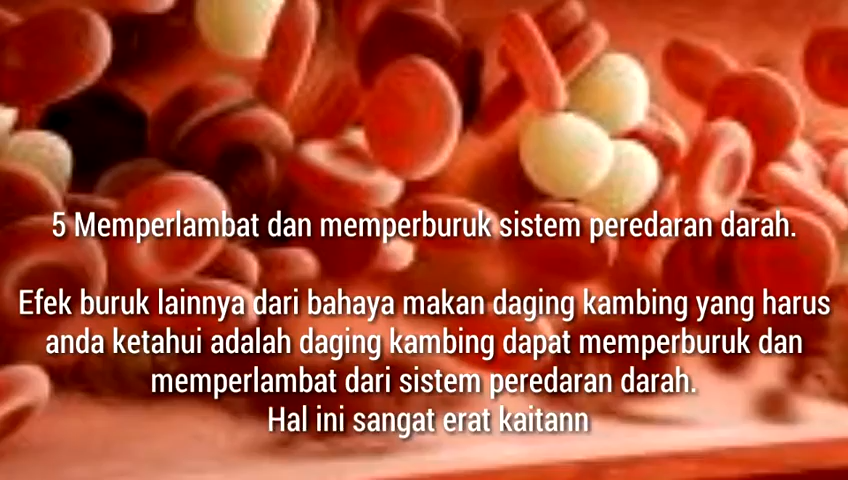 5 Memperlambat dan memperburuk sistem peredaran darah.
Efek buruk lainnya dari bahaya makan daging kambing yang harus
anda ketahui adalah daging kambing dapat memperburuk dan
memperlambat dari sistem peredaran darah.
Hal ini sangat erat kaitann